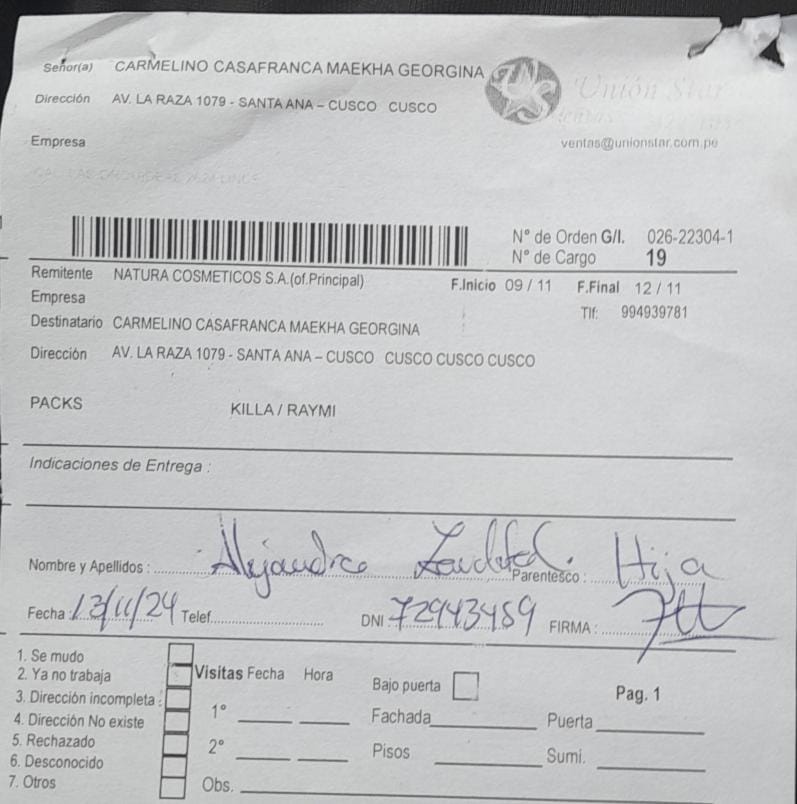 Señor(a) CARMELINO CASAFRANCA MAEKHA GEORGINA
Unión Star
Dirección AV. LA RAZA 1079 - SANTA ANA – CUSCO CUSCO
Empresa
ventas@unionstar.com.pe
N° de Orden G/I. 026-22304-1
N° de Cargo 19
Remitente NATURA COSMETICOS S.A.(of.Principal) F.Inicio 09 / 11 F.Final 12 / 11
Empresa
Tlf: 994939781
Destinatario CARMELINO CASAFRANCA MAEKHA GEORGINA
Dirección AV. LA RAZA 1079 - SANTA ANA – CUSCO CUSCO CUSCO CUSCO
PACKS KILLA / RAYMI
Indicaciones de Entrega :
Nombre y Apellidos : Alejandra Parentesco : Hija
Fecha : 13/11/24 Telef. DNI 72943489 FIRMA :
1. Se mudo
2. Ya no trabaja
3. Dirección incompleta :
4. Dirección No existe
5. Rechazado
6. Desconocido
7. Otros
Visitas Fecha Hora
1°
2°
Obs.
Bajo puerta
Pag. 1
Fachada Puerta
Pisos Sumi.